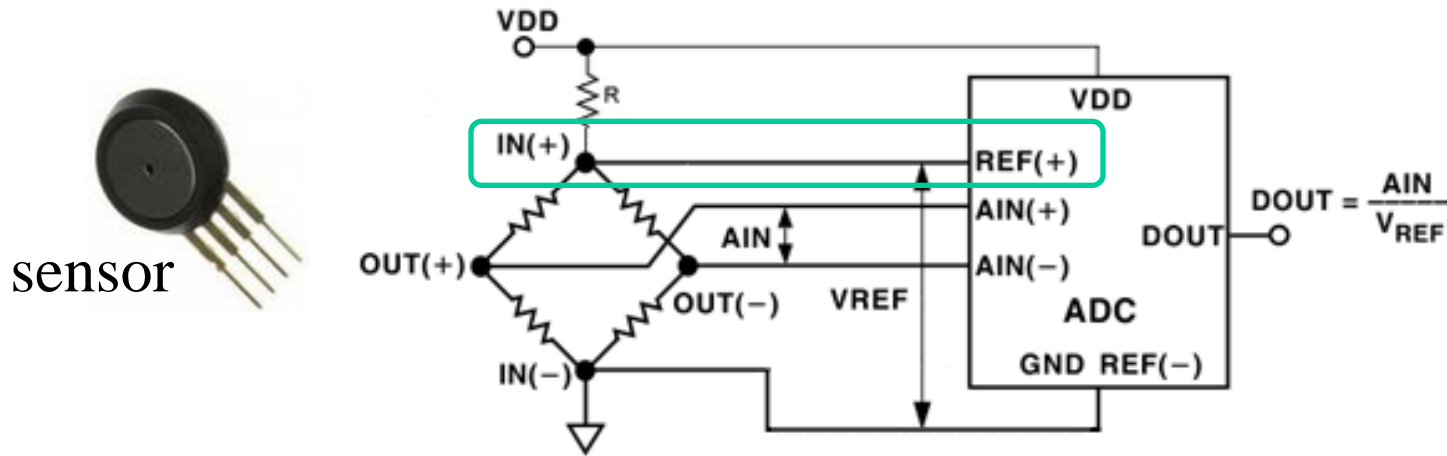 sensor
VDD
R
IN(+)
OUT(+)
OUT(−)
IN(−)
AIN
VREF
VDD
REF(+)
AIN(+)
AIN(−)
DOUT
ADC
GND REF(−)
DOUT = AIN
VREF